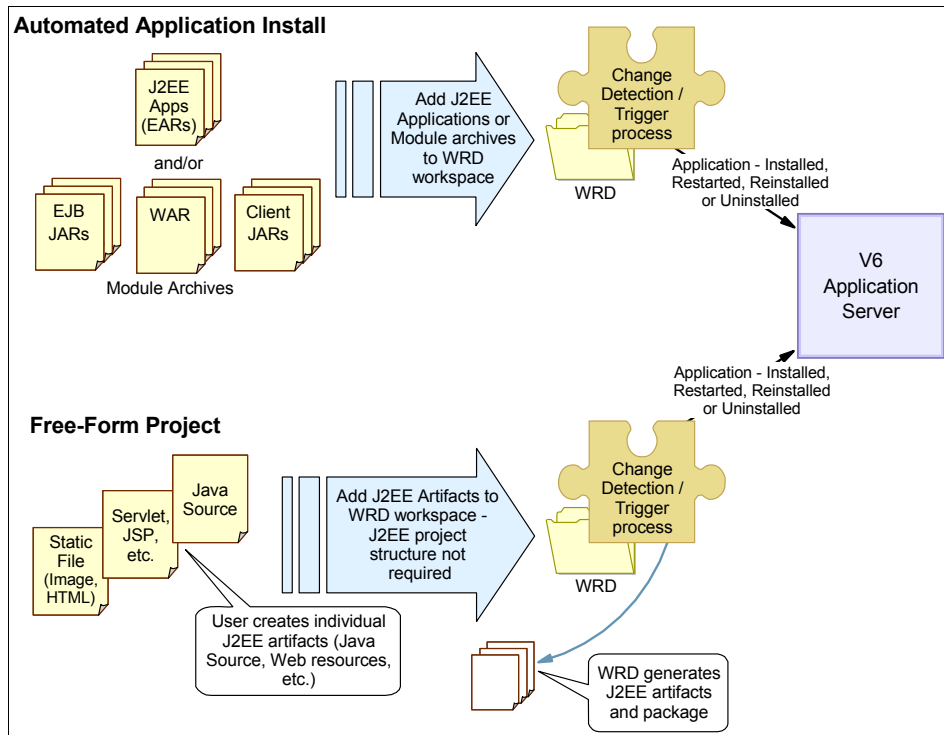 Automated Application Install
J2EE
Apps
(EARs)
and/or
EJB
JARs
WAR
Client
JARs
Module Archives
Add J2EE
Applications or
Module archives
to WRD
workspace
Change
Detection /
Trigger
process
WRD
Application - Installed,
Restarted, Reinstalled
or Uninstalled
V6
Application
Server
Application - Installed,
Restarted, Reinstalled
or Uninstalled
Free-Form Project
Java
Source
Servlet,
JSP,
etc.
Static
File
(Image,
HTML)
User creates individual
J2EE artifacts (Java
Source, Web resources,
etc.)
Add J2EE Artifacts to
WRD workspace -
J2EE project
structure not
required
Change
Detection /
Trigger
process
WRD
WRD generates
J2EE artifacts
and package